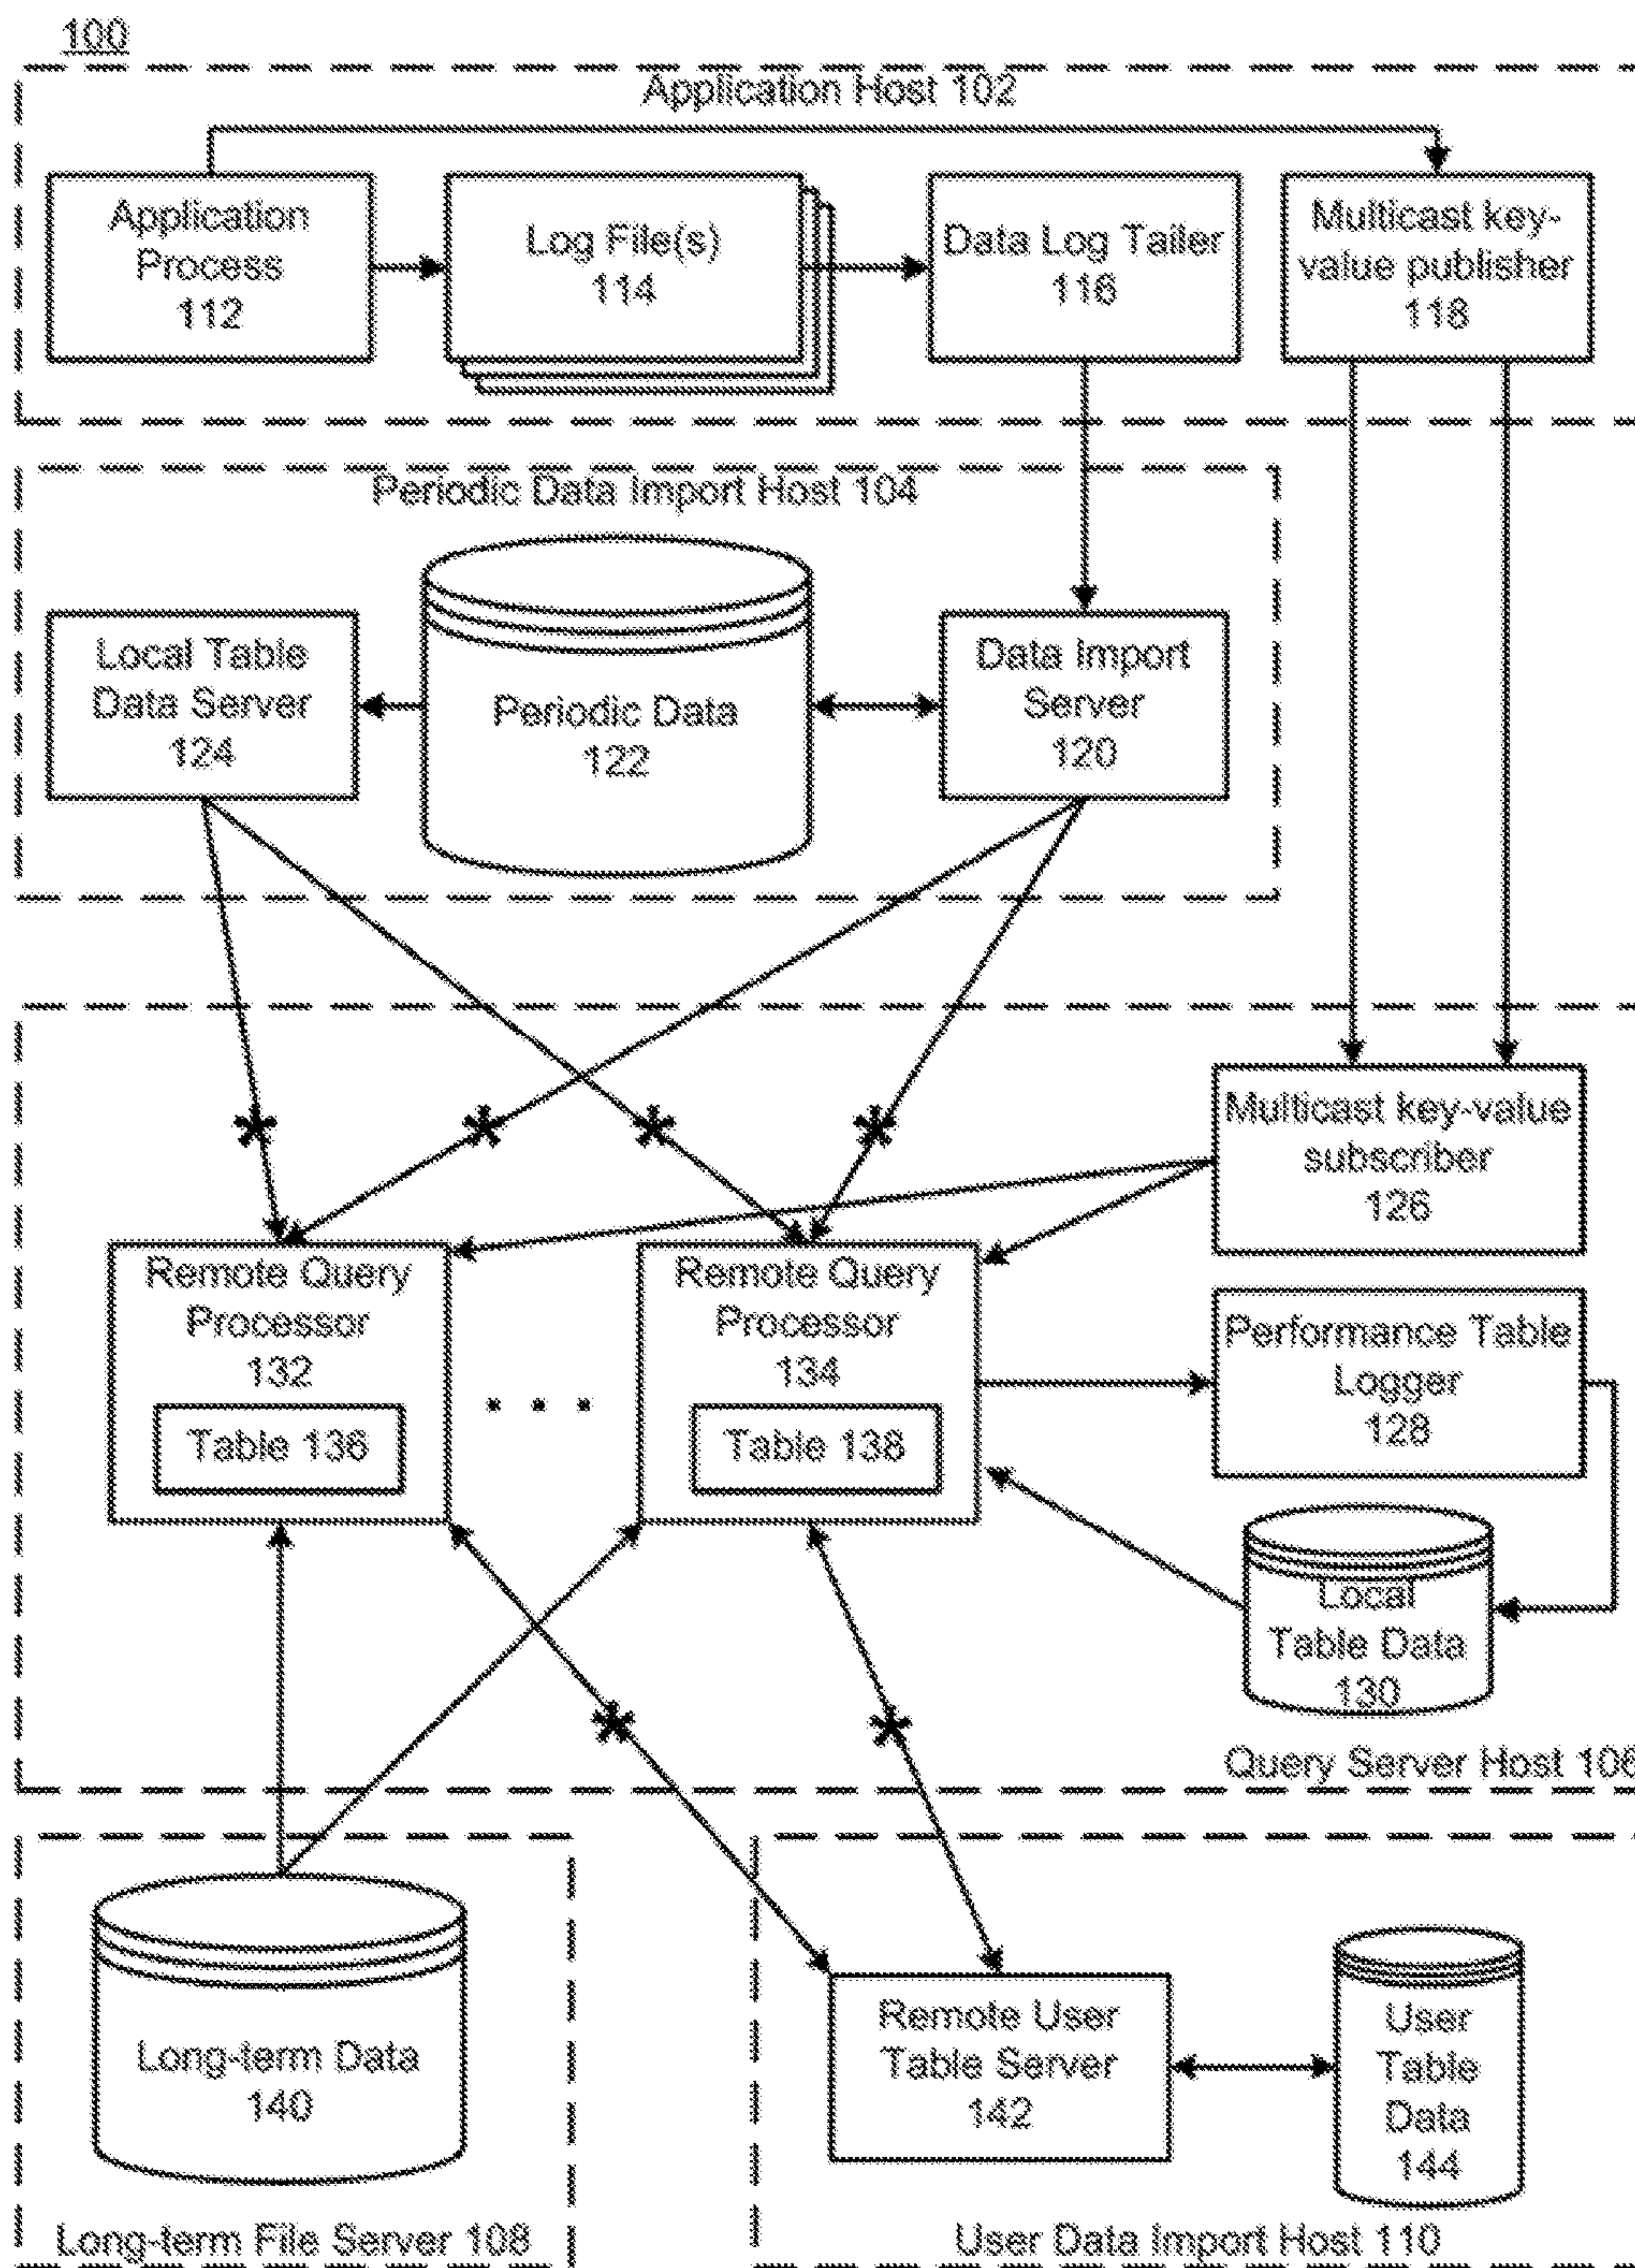 100
Application Host 102
Application
Process
112
Log File(s)
114
Data Log Tailer
116
Multicast key-
value publisher
118
Periodic Data Import Host 104
Local Table
Data Server
124
Periodic Data
122
Data Import
Server
120
Multicast key-value
subscriber
126
Remote Query
Processor
132
Table 136
. . .
Remote Query
Processor
134
Table 138
Performance Table
Logger
128
Local
Table Data
130
Query Server Host 106
Long-term Data
140
Long-term File Server 108
Remote User
Table Server
142
User
Table
Data
144
User Data Import Host 110